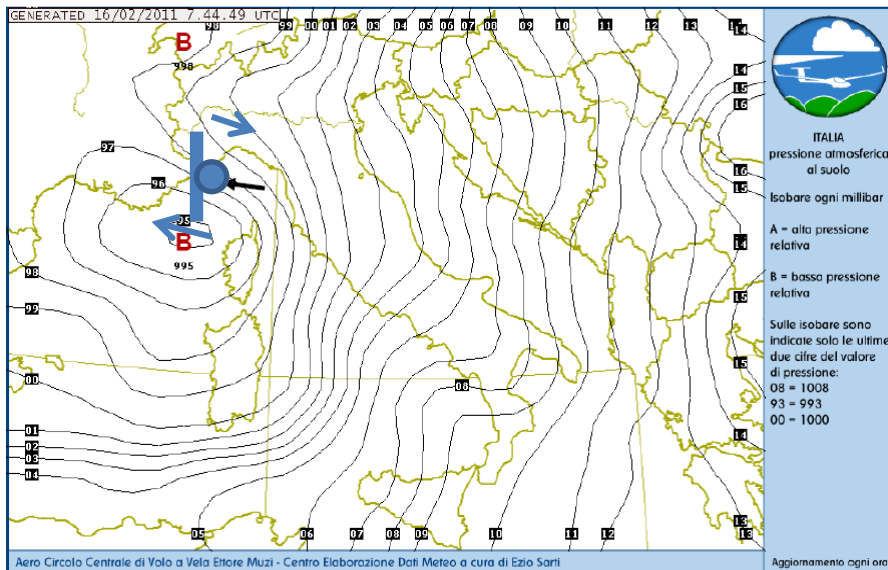 GENERATED 16/02/2011 7.44.49 UTC
98 99 00 01 02 03 04 05 06 07 08 09 10 11 12 13 14
B
998
14
15
16
97
96
16
15
95
B
995
14
98
15
99
15
00
08
01
02
03
04
14
13
05 06 07 08 09 10 11 12 13
ITALIA
pressione atmosferica
al suolo
Isobare ogni millibar
A = alta pressione
relativa
B = bassa pressione
relativa
Sulle isobare sono
indicate solo le ultime
due cifre del valore
di pressione:
08 = 1008
93 = 993
00 = 1000
Aero Circolo Centrale di Volo a Vela Ettore Muzi - Centro Elaborazione Dati Meteo a cura di Ezio Sarti
Aggiornamento ogni ora